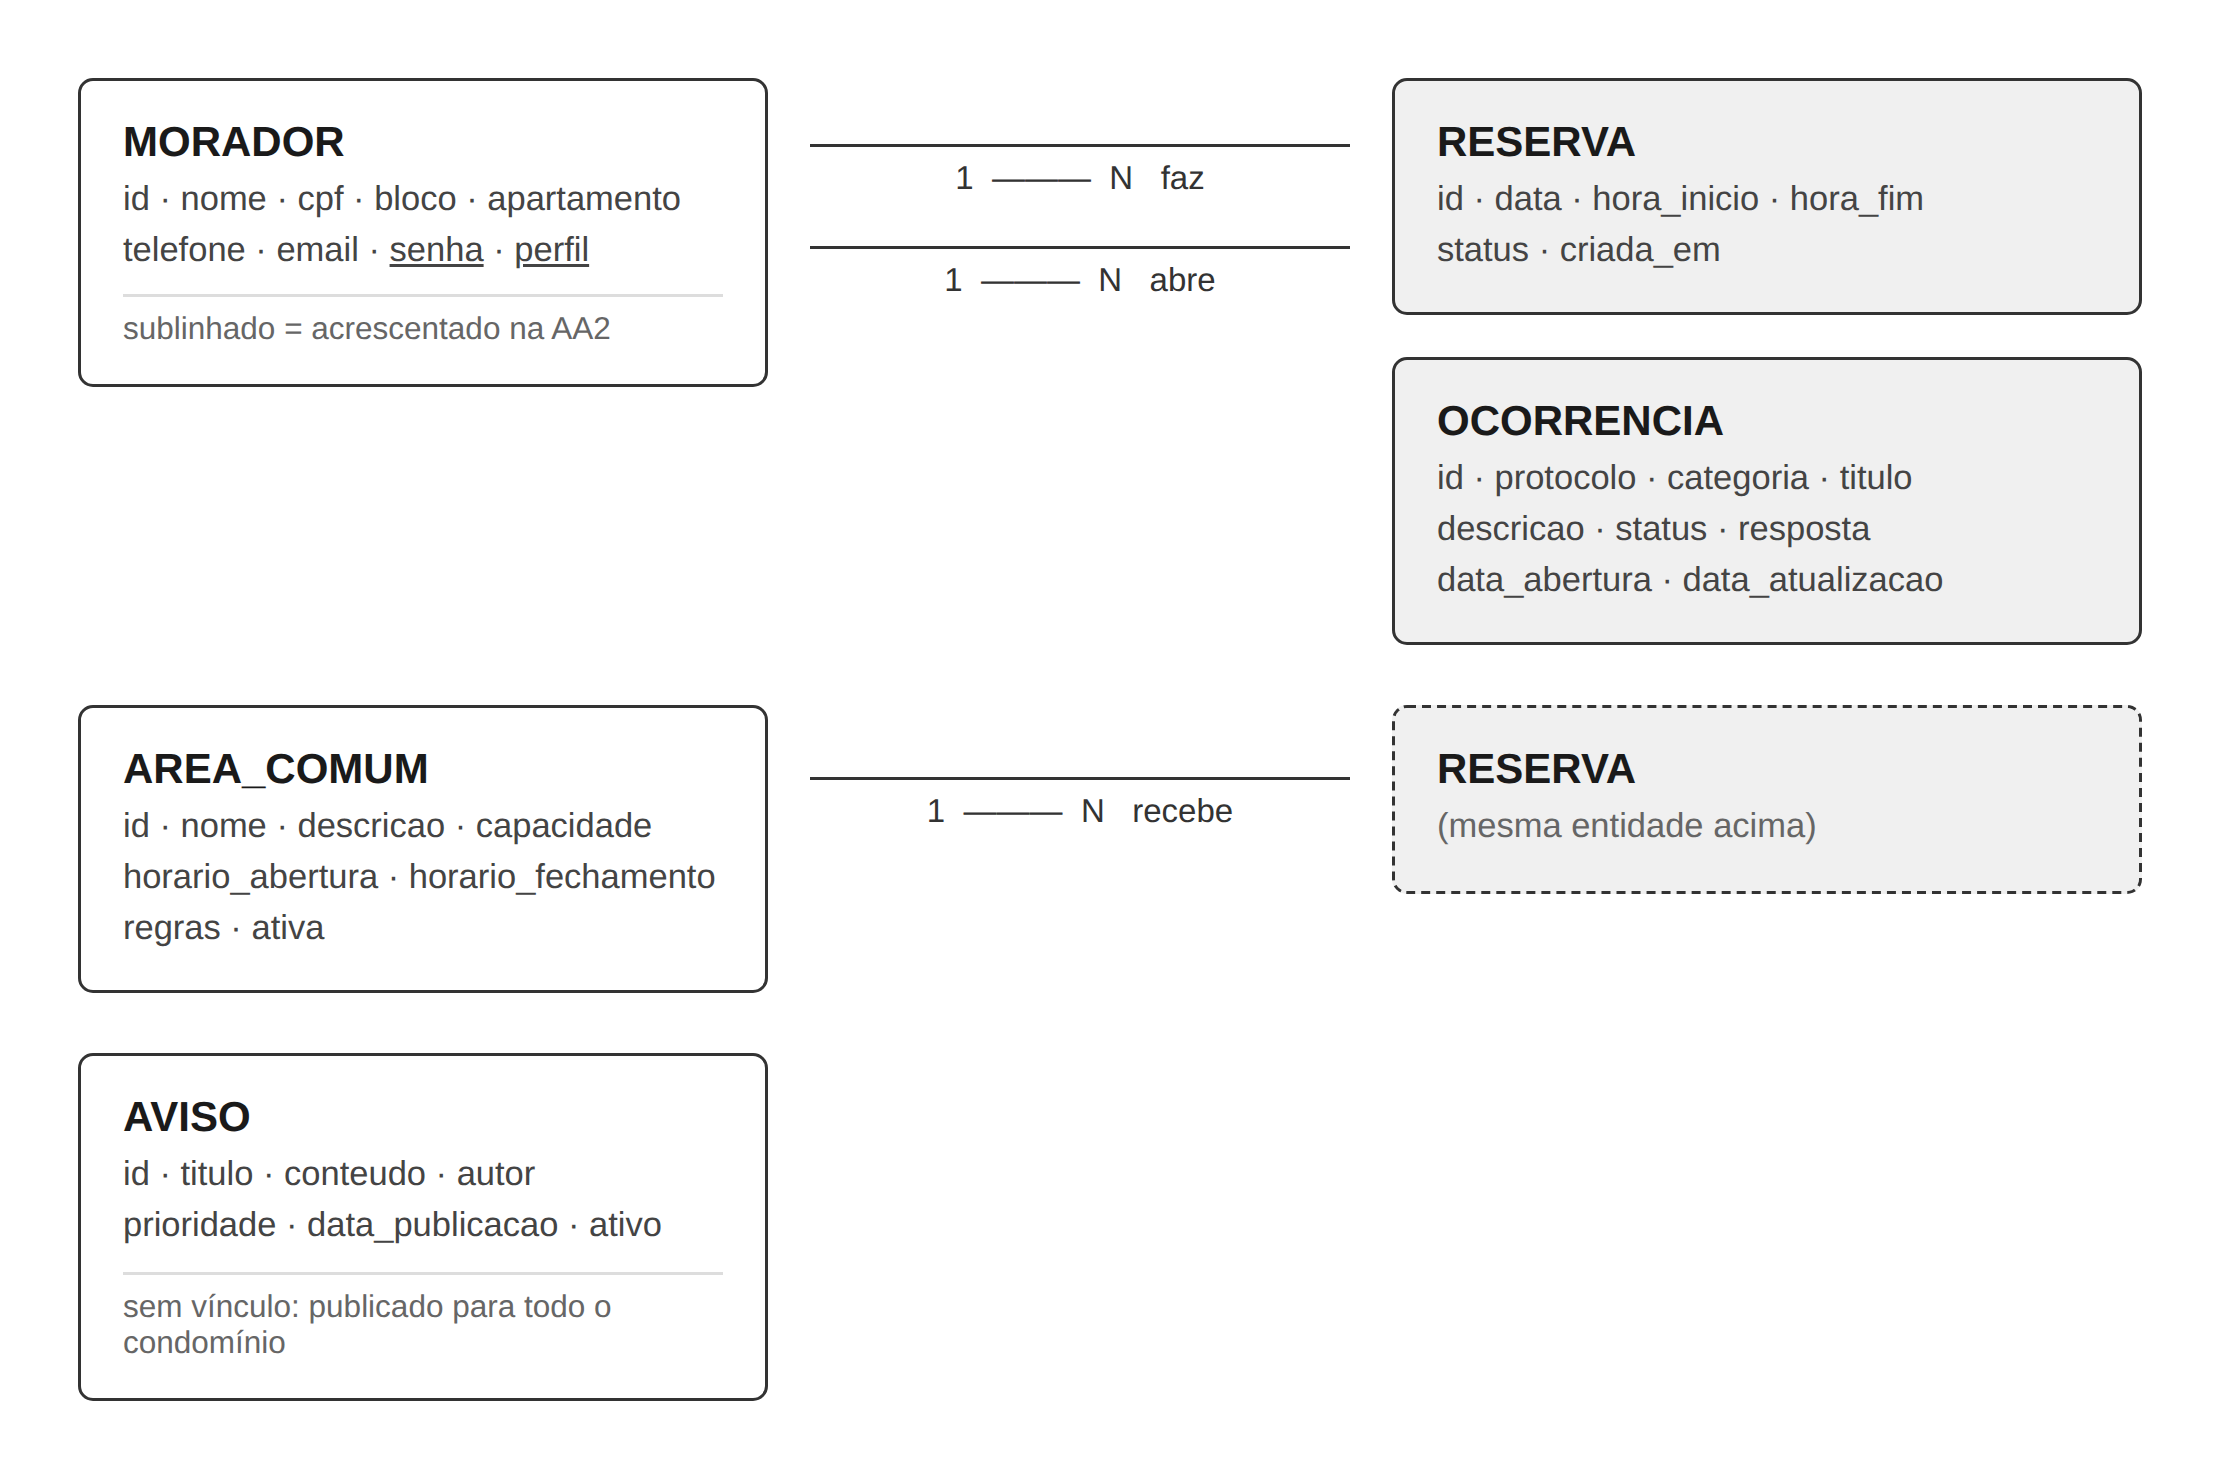 MORADOR
id · nome · cpf · bloco · apartamento
telefone · email · senha · perfil
sublinhado = acrescentado na AA2
1 ——— N faz
1 ——— N abre
RESERVA
id · data · hora_inicio · hora_fim
status · criada_em
OCORRENCIA
id · protocolo · categoria · titulo
descricao · status · resposta
data_abertura · data_atualizacao
AREA_COMUM
id · nome · descricao · capacidade
horario_abertura · horario_fechamento
regras · ativa
1 ——— N recebe
RESERVA
(mesma entidade acima)
AVISO
id · titulo · conteudo · autor
prioridade · data_publicacao · ativo
sem vínculo: publicado para todo o
condomínio